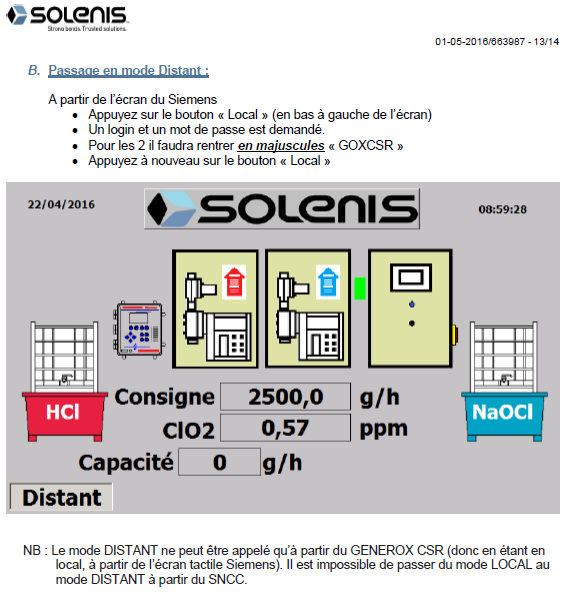 SOLENIS
Strong bonds. Trusted solutions.
01-05-2016/663987 - 13/14
B. Passage en mode Distant :
A partir de l'écran du Siemens
• Appuyez sur le bouton « Local » (en bas à gauche de l'écran)
• Un login et un mot de passe est demandé.
• Pour les 2 il faudra rentrer en majuscules « GOXCSR »
• Appuyez à nouveau sur le bouton « Local »
22/04/2016
SOLENIS
08:59:28
HCl
NaOCl
Consigne 2500,0 g/h
ClO2 0,57 ppm
Capacité 0 g/h
Distant
NB : Le mode DISTANT ne peut être appelé qu'à partir du GENEROX CSR (donc en étant en
local, à partir de l'écran tactile Siemens). Il est impossible de passer du mode LOCAL au
mode DISTANT à partir du SNCC.